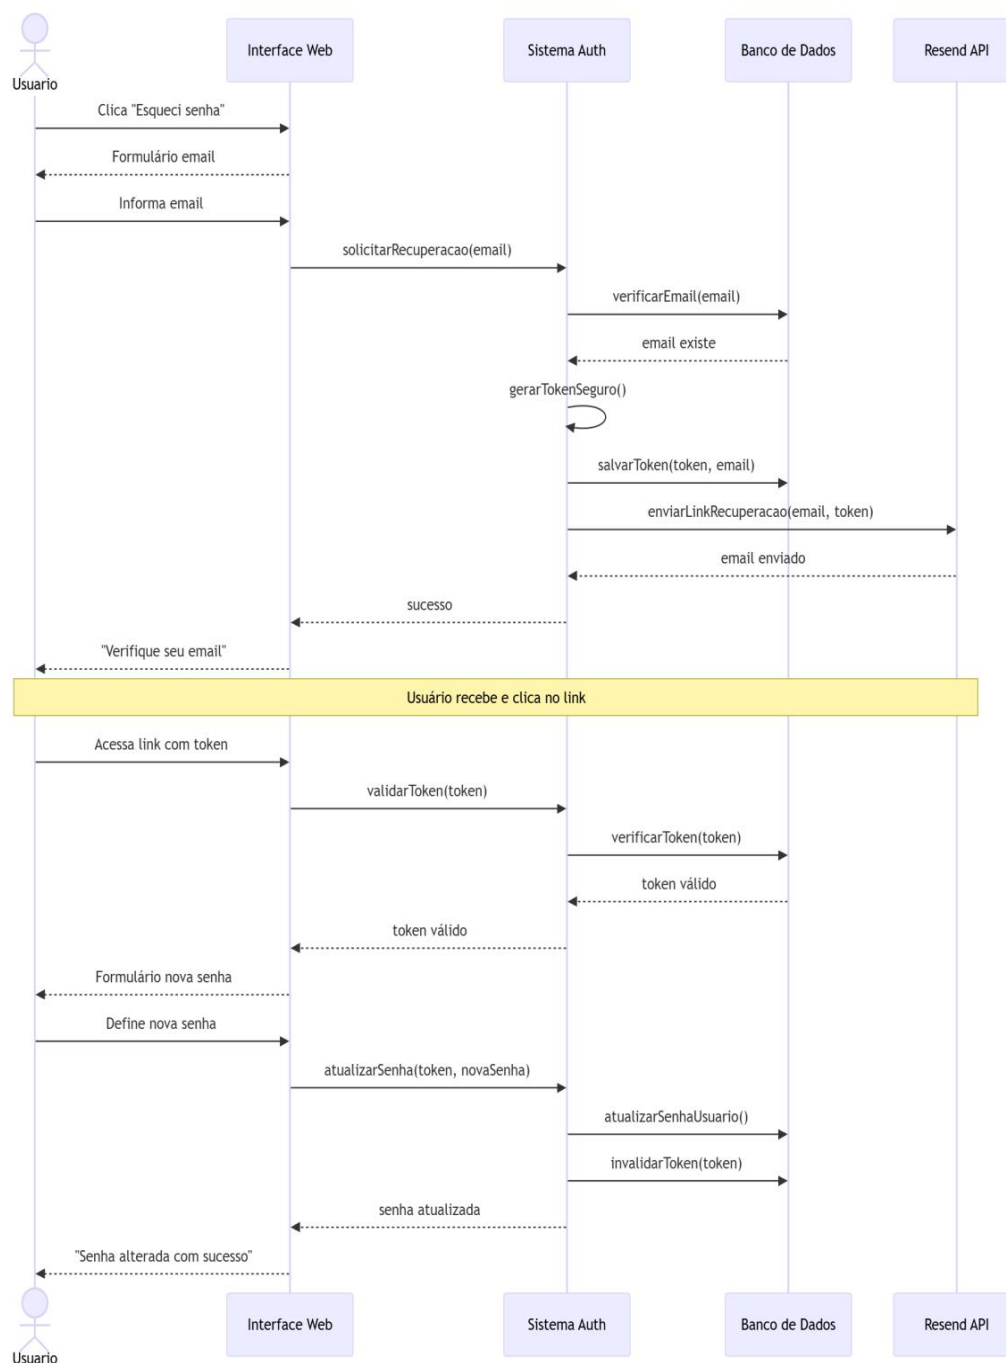 Usuario
Interface Web
Sistema Auth
Banco de Dados
Resend API
Clica "Esqueci senha"
Formulário email
Informa email
solicitarRecuperacao(email)
verificarEmail(email)
email existe
gerarTokenSeguro()
salvarToken(token, email)
enviarLinkRecuperacao(email, token)
email enviado
sucesso
"Verifique seu email"
Usuário recebe e clica no link
Acessa link com token
validarToken(token)
verificarToken(token)
token válido
token válido
Formulário nova senha
Define nova senha
atualizarSenha(token, novaSenha)
atualizarSenhaUsuario()
invalidarToken(token)
senha atualizada
"Senha alterada com sucesso"
Usuario
Interface Web
Sistema Auth
Banco de Dados
Resend API